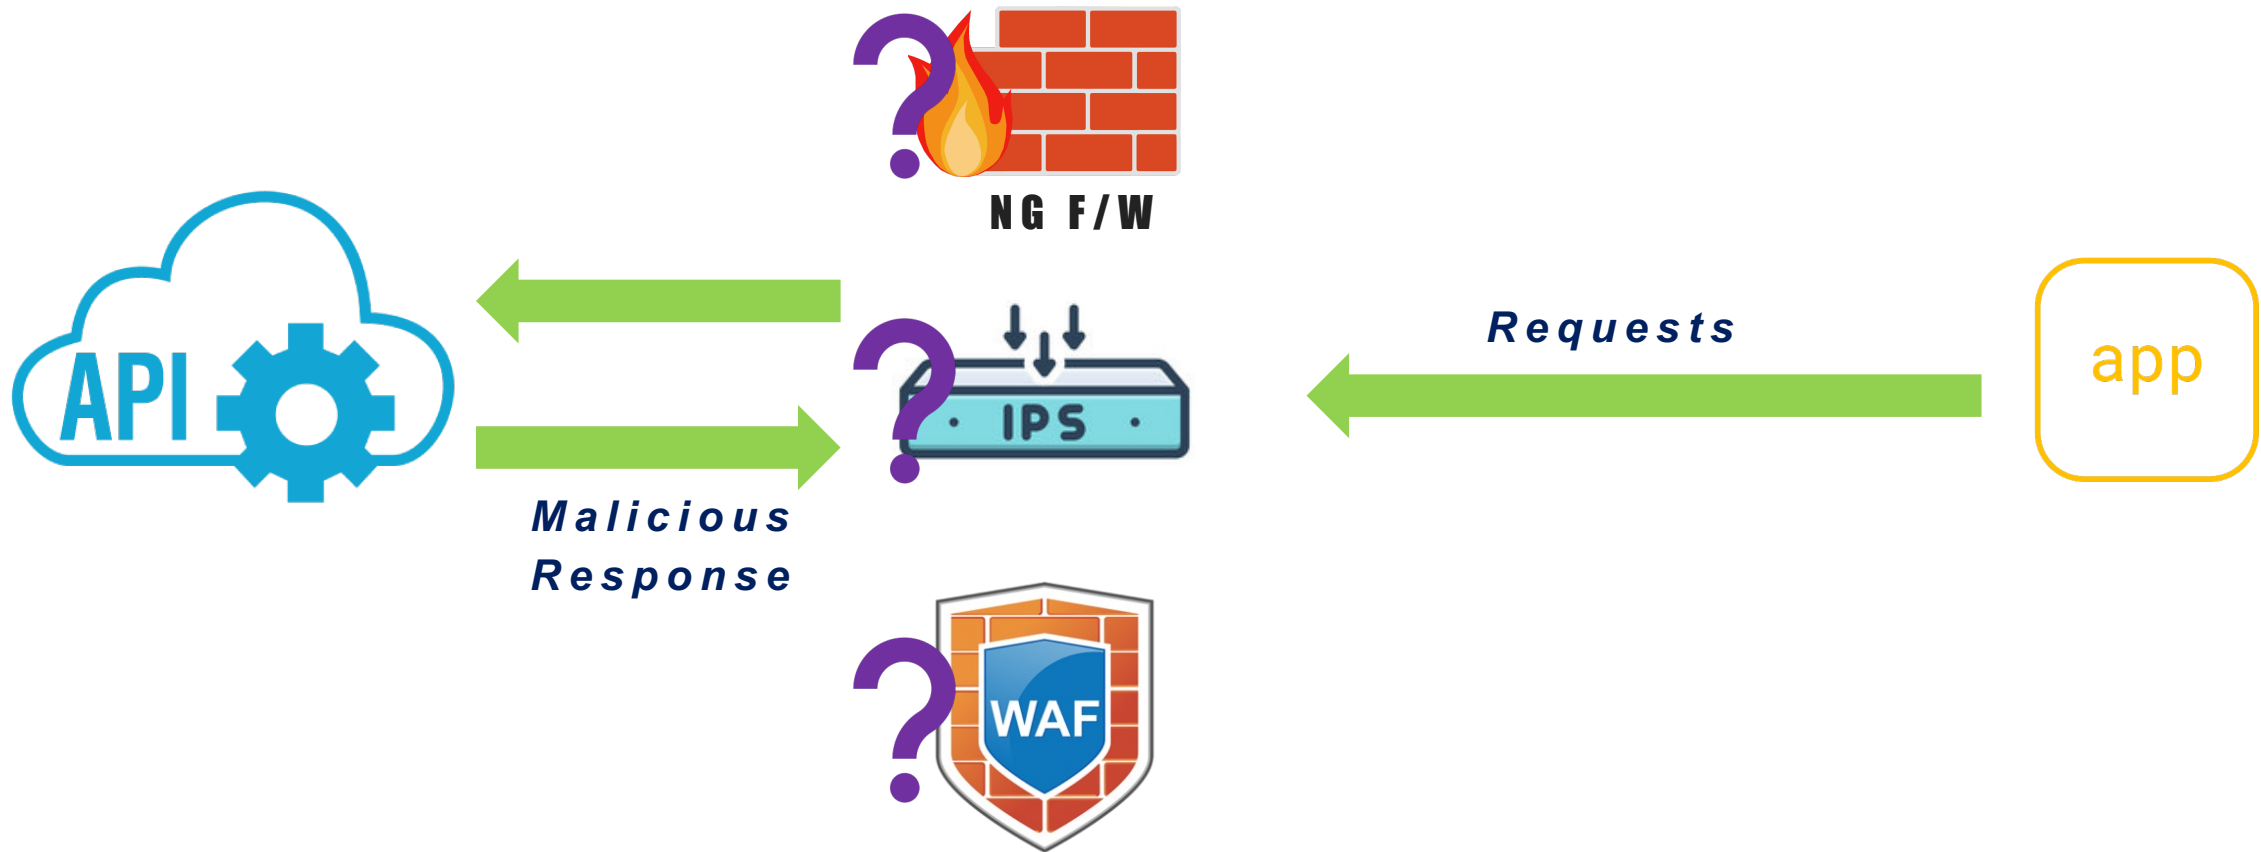 NG F/W
API
IPS
Requests
app
Malicious
Response
WAF